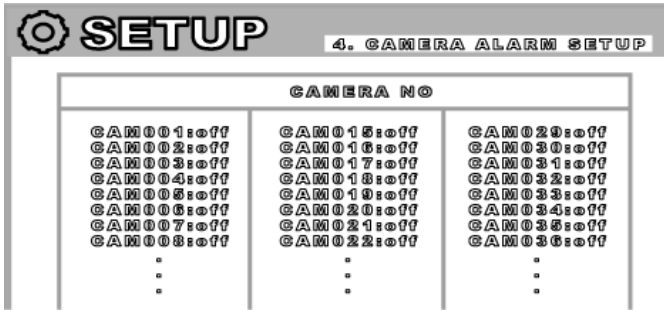 SETUP
4. CAMERA ALARM SETUP
CAMERA NO
CAM001:off
CAM002:off
CAM003:off
CAM004:off
CAM005:off
CAM006:off
CAM007:off
CAM008:off
:
.
CAM015:off
CAM016:off
CAM017:off
CAM018:off
CAM019:off
CAM020:off
CAM021:off
CAM022:off
:
.
CAM029:off
CAM030:off
CAM031:off
CAM032:off
CAM033:off
CAM034:off
CAM035:off
CAM036:off
:
.